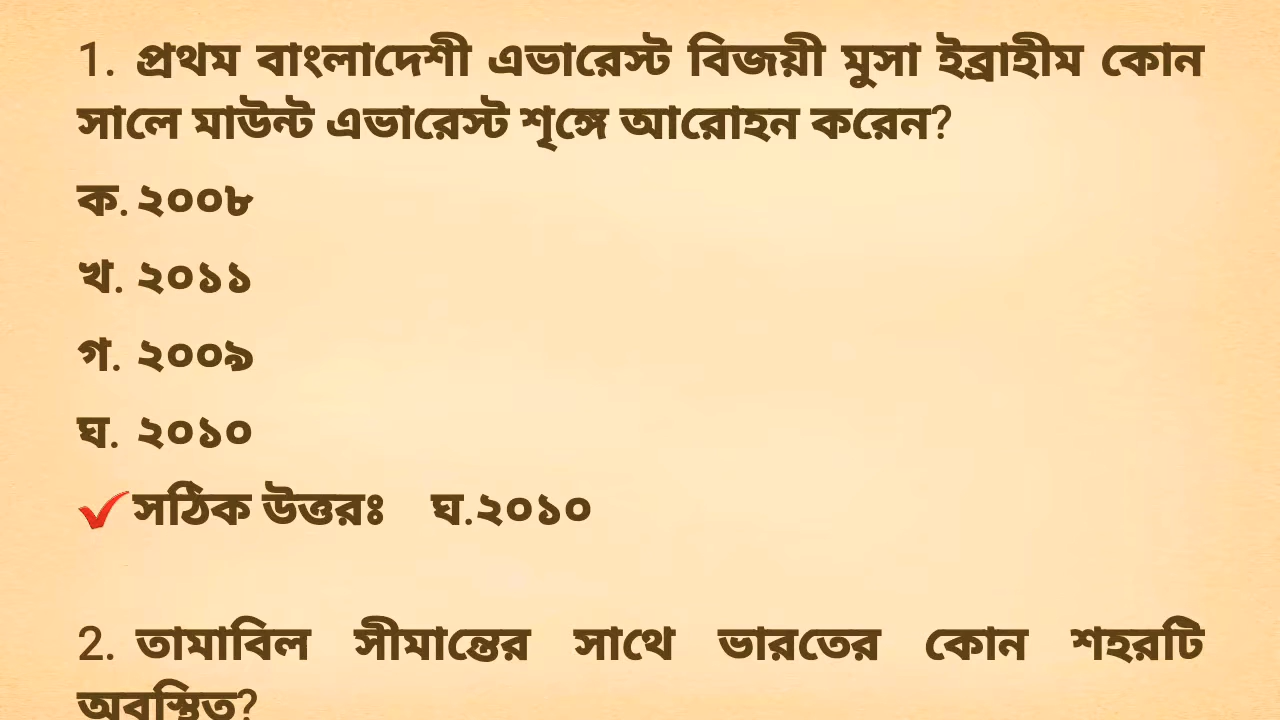 1. প্রথম বাংলাদেশী এভারেস্ট বিজয়ী মুসা ইব্রাহীম কোন
সালে মাউন্ট এভারেস্ট শৃঙ্গে আরোহন করেন?
ক. ২০০৮
খ. ২০১১
গ. ২০০৯
ঘ. ২০১০
✔সঠিক উত্তরঃ ঘ.২০১০
2. তামাবিল সীমান্তের সাথে ভারতের কোন শহরটি
অবস্থিত?